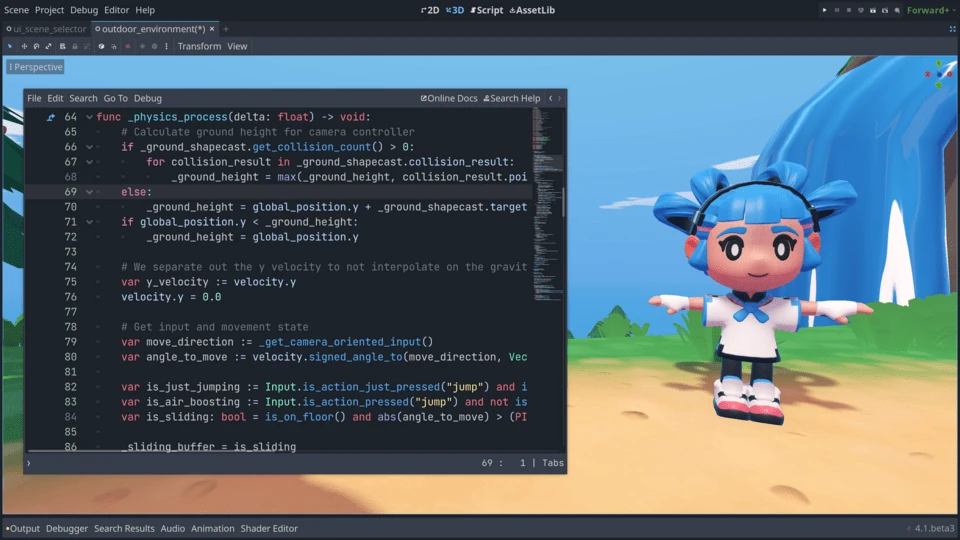 Scene Project Debug Editor Help 2D 3D Script AssetLib Forward+
ui_scene_selector outdoor_environment(*) × +
Transform View
Perspective
File Edit Search Go To Debug Online Docs Search Help
64 func _physics_process(delta: float) -> void:
65 # Calculate ground height for camera controller
66 if _ground_shapecast.get_collision_count() > 0:
67 for collision_result in _ground_shapecast.collision_result:
68 _ground_height = max(_ground_height, collision_result.poi
69 else:
70 _ground_height = global_position.y + _ground_shapecast.target
71 if global_position.y < _ground_height:
72 _ground_height = global_position.y
73
74 # We separate out the y velocity to not interpolate on the gravit
75 var y_velocity := velocity.y
76 velocity.y = 0.0
77
78 # Get input and movement state
79 var move_direction := _get_camera_oriented_input()
80 var angle_to_move := velocity.signed_angle_to(move_direction, Vec
81
82 var is_just_jumping := Input.is_action_just_pressed("jump") and i
83 var is_air_boosting := Input.is_action_pressed("jump") and not is
84 var is_sliding: bool = is_on_floor() and abs(angle_to_move) > (PI
85
86 _sliding_buffer = is_sliding
69 : 1 | Tabs
Output Debugger Search Results Audio Animation Shader Editor 4.1.beta3